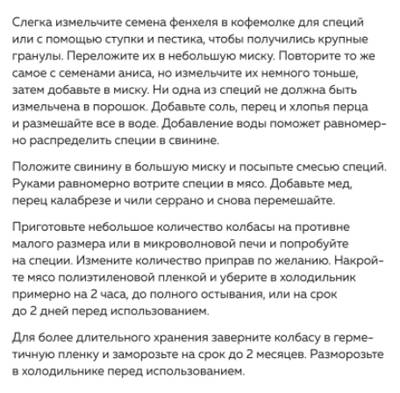 Слегка измельчите семена фенхеля в кофемолке для специй
или с помощью ступки и пестика, чтобы получились крупные
гранулы. Переложите их в небольшую миску. Повторите то же
самое с семенами аниса, но измельчите их немного тоньше,
затем добавьте в миску. Ни одна из специй не должна быть
измельчена в порошок. Добавьте соль, перец и хлопья перца
и размешайте все в воде. Добавление воды поможет равномер-
но распределить специи в свинине.
Положите свинину в большую миску и посыпьте смесью специй.
Руками равномерно вотрите специи в мясо. Добавьте мед,
перец калабрезе и чили серрано и снова перемешайте.
Приготовьте небольшое количество колбасы на противне
малого размера или в микроволновой печи и попробуйте
на специи. Измените количество приправ по желанию. Накрой-
те мясо полиэтиленовой пленкой и уберите в холодильник
примерно на 2 часа, до полного остывания, или на срок
до 2 дней перед использованием.
Для более длительного хранения заверните колбасу в герме-
тичную пленку и заморозьте на срок до 2 месяцев. Разморозьте
в холодильнике перед использованием.